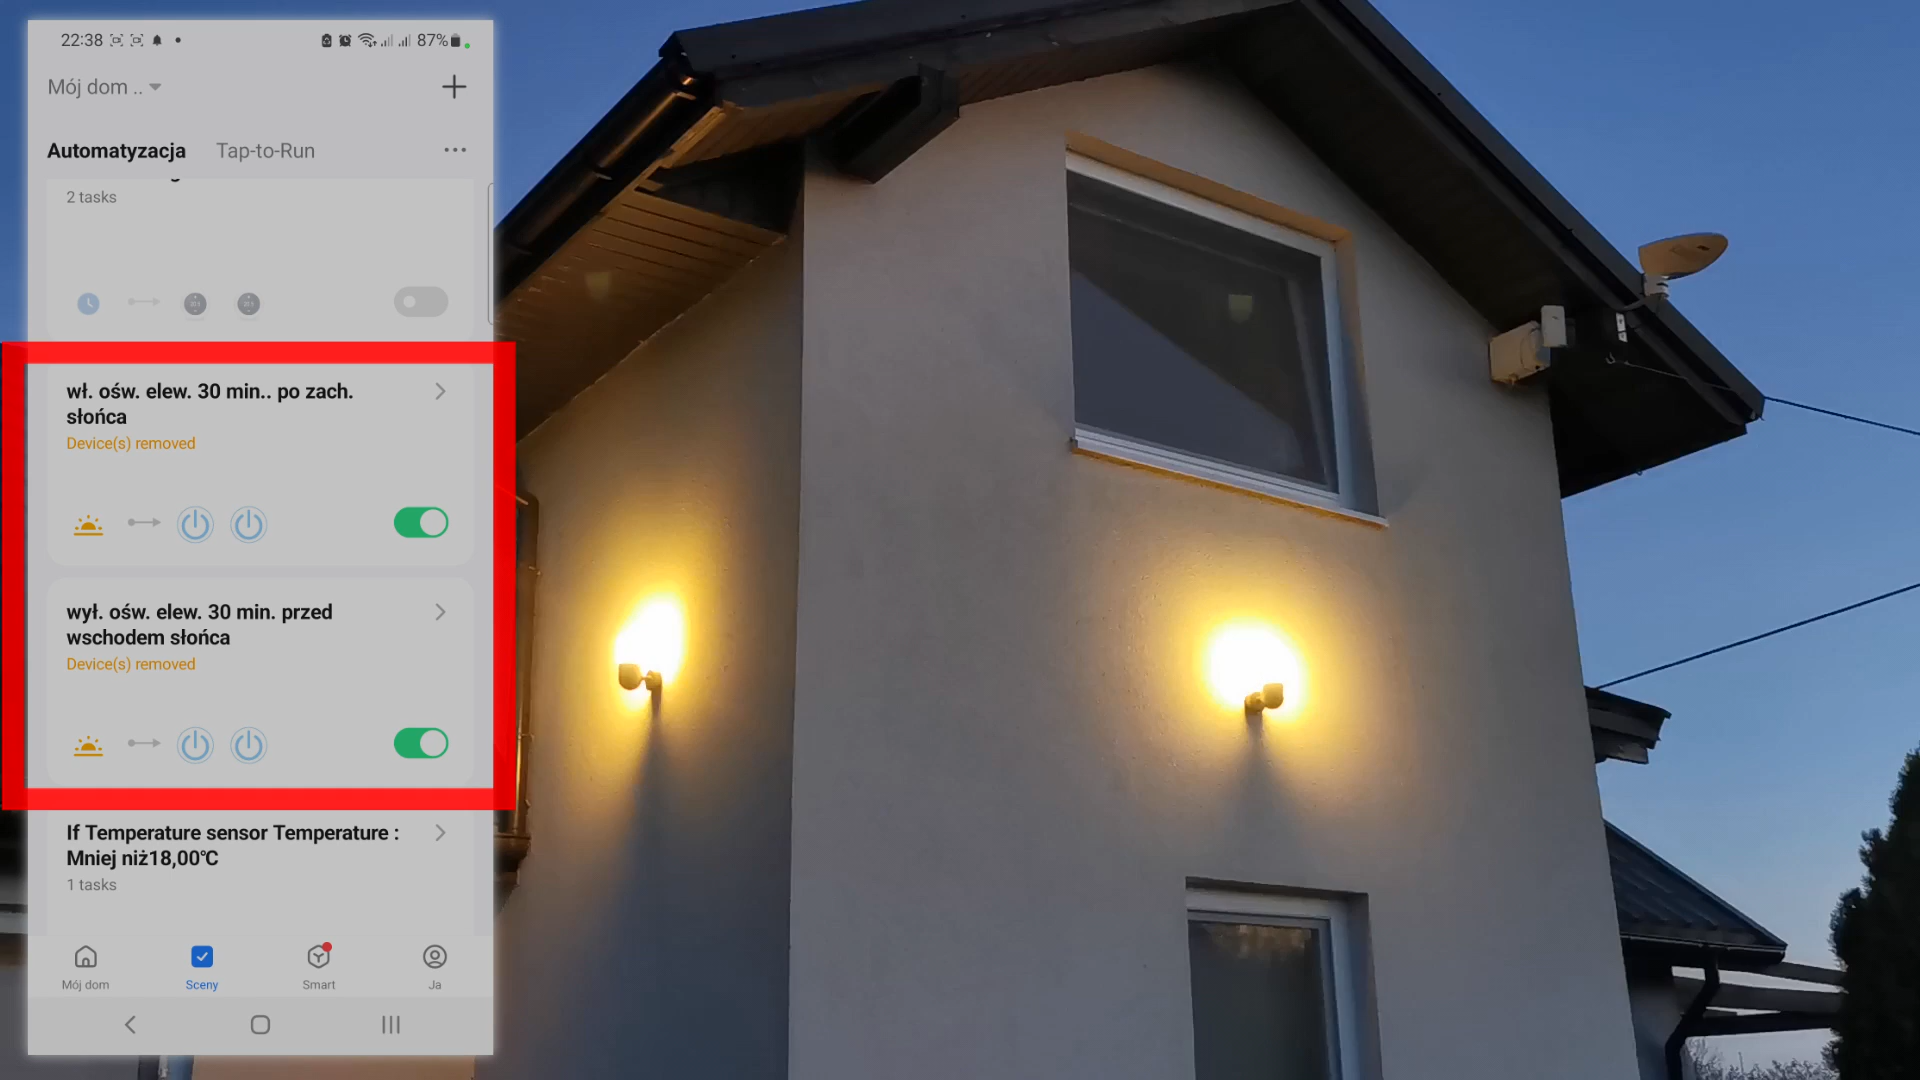 22:38
87%
Mój dom ..
Automatyzacja
Tap-to-Run
2 tasks
wł. ośw. elew. 30 min.. po zach.
słońca
Device(s) removed
wył. ośw. elew. 30 min. przed
wschodem słońca
Device(s) removed
If Temperature sensor Temperature :
Mniej niż18,00℃
1 tasks
Mój dom
Sceny
Smart
Ja